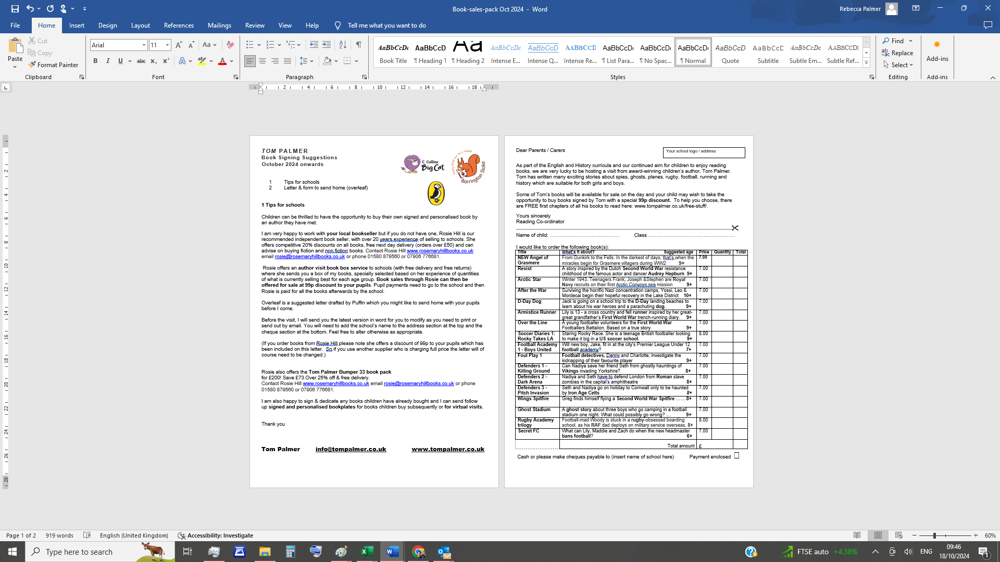 Book-sales-pack Oct 2024 - Word
Rebecca Palmer
File Home Insert Design Layout References Mailings Review View Help Tell me what you want to do
Paste
Cut
Copy
Format Painter
Clipboard
Arial 11
Font
Paragraph
AaBbCcDc AaBbCcD Aa AaBbCcDc AaBbCcD AABBCCD AaBbCcDc AaBbCcDc AaBbCcDc AaBbCcD AaBbCcD AaBbCcDc AABBCCDI
Book Title ¶ Heading 1 ¶ Heading 2 Intense E... Intense Q... Intense Re... ¶ List Para... ¶ No Spac... ¶ Normal Quote Subtitle Subtle Em... Subtle Ref...
Styles
Find
Replace
Select
Editing
Add-ins
Add-ins
2 4 6 8 10 12 14 16 18
2 4 6 8 10 12 14 16 18 20 22 24 26 28
TOM PALMER
Book Signing Suggestions
October 2024 onwards
Collins
Big Cat
Barrington Stoke
1 Tips for schools
2 Letter & form to send home (overleaf)
1 Tips for schools
Children can be thrilled to have the opportunity to buy their own signed and personalised book by
an author they have met.
I am very happy to work with your local bookseller but if you do not have one, Rosie Hill is our
recommended independent book seller, with over 20 years experience of selling to schools. She
offers competitive 20% discounts on all books, free next day delivery (orders over £50) and can
advise on buying fiction and non fiction books. Contact Rosie Hill www.rosemaryhillbooks.co.uk
email rosie@rosemaryhillbooks.co.uk or phone 01580 879560 or 07906 776681.
Rosie offers an author visit book box service to schools (with free delivery and free returns)
where she sends you a box of my books, specially selected based on her experience of quantities
of what is currently selling best for each age group. Book sales through Rosie can then be
offered for sale at 99p discount to your pupils. Pupil payments need to go to the school and then
Rosie is paid for all the books afterwards by the school.
Overleaf is a suggested letter drafted by Puffin which you might like to send home with your pupils
before I come.
Before the visit, I will send you the latest version in word for you to modify as you need to print or
send out by email. You will need to add the school's name to the address section at the top and the
cheque section at the bottom. Feel free to alter otherwise as appropriate.
(If you order books from Rosie Hill please note she offers a discount of 99p to your pupils which has
been included on this letter. So if you use another supplier who is charging full price the letter will of
course need to be changed.)
Rosie also offers the Tom Palmer Bumper 33 book pack
for £200! Save £73.Over 25% off & free delivery.
Contact Rosie Hill www.rosemaryhillbooks.co.uk email rosie@rosemaryhillbooks.co.uk or phone
01580 879560 or 07906 776681.
I am also happy to sign & dedicate any books children have already bought and I can send follow
up signed and personalised bookplates for books children buy subsequently or for virtual visits.
Thank you
Tom Palmer info@tompalmer.co.uk www.tompalmer.co.uk
Dear Parents / Carers
Your school logo / address
As part of the English and History curricula and our continued aim for children to enjoy reading
books, we are very lucky to be hosting a visit from award-winning children's author, Tom Palmer.
Tom has written many exciting stories about spies, ghosts, planes, rugby, football, running and
history which are suitable for both girls and boys.
Some of Tom's books will be available for sale on the day and your child may wish to take the
opportunity to buy books signed by Tom with a special 99p discount. To help you choose, there
are FREE first chapters of all his books to read here: www.tompalmer.co.uk/free-stuff/.
Yours sincerely
Reading Co-ordinator
Name of child: ………………………………………… Class ……………………………………………
I would like to order the following book(s):
Title What's it about? Suggested age Price Quantity Total
NEW Angel of From Dunkirk to the Fells. In the darkest of days, that's when the 7.00
Grasmere miracles begin for Grasmere villagers during WW2 9+
Resist A story inspired by the Dutch Second World War resistance 7.00
childhood of the famous actor and dancer Audrey Hepburn 9+
Arctic Star Winter 1943. Teenagers Frank, Joseph &Stephen are Royal 7.00
Navy recruits on their first Arctic Convoys sea mission 9+
After the War Surviving the horrific Nazi concentration camps, Yossi, Leo & 7.00
Mordecai begin their hopeful recovery in the Lake District 10+
D-Day Dog Jack is going on a school trip to the D-Day landing beaches to 7.00
learn about his war heroes and a parachuting dog. 9+
Armistice Runner Lily is 13 - a cross country and fell runner inspired by her great- 7.00
great grandfather's First World War trench-running diary. 9+
Over the Line A young footballer volunteers for the First World War 7.00
Footballers Battalion. Based on a true story. 9+
Soccer Diaries 1: Staring Rocky Race. She is a teenage British footballer looking 8.00
Rocky Takes LA to make it big in a US soccer school. 9+
Football Academy Will new boy, Jake, fit in at the city's Premier League Under 12 7.00
1 - Boys United football academy? 7+
Foul Play 1 Football detectives, Danny and Charlotte, investigate the 7.00
kidnapping of their favourite player 9+
Defenders 1 - Can Nadiya save her friend Seth from ghostly hauntings of 7.00
Killing Ground Vikings invading Yorkshire? 8+
Defenders 2 - Nadiya and Seth have to defend London from Roman slave 7.00
Dark Arena zombies in the capital's amphitheatre 8+
Defenders 3 - Seth and Nadiya go on holiday to Cornwall only to be haunted 7.00
Pitch Invasion by Iron Age Celts 8+
Wings Spitfire Greg finds himself flying a Second World War Spitfire …….8+ 7.00
Ghost Stadium A ghost story about three boys who go camping in a football 7.00
stadium one night. What could possibly go wrong? … 9+
Rugby Academy Football-mad Woody is stuck in a rugby-obsessed boarding 8.00
trilogy school, as his RAF dad deploys on military service overseas. 8+
Secret FC What can Lily, Maddie and Zach do when the new headmaster 7.00
bans football? 6+
Total amount £
Cash or please make cheques payable to (insert name of school here) Payment enclosed
Page 1 of 2 919 words English (United Kingdom) Accessibility: Investigate 60%
Type here to search
FTSE auto +4.38% ENG
09:46
18/10/2024
1